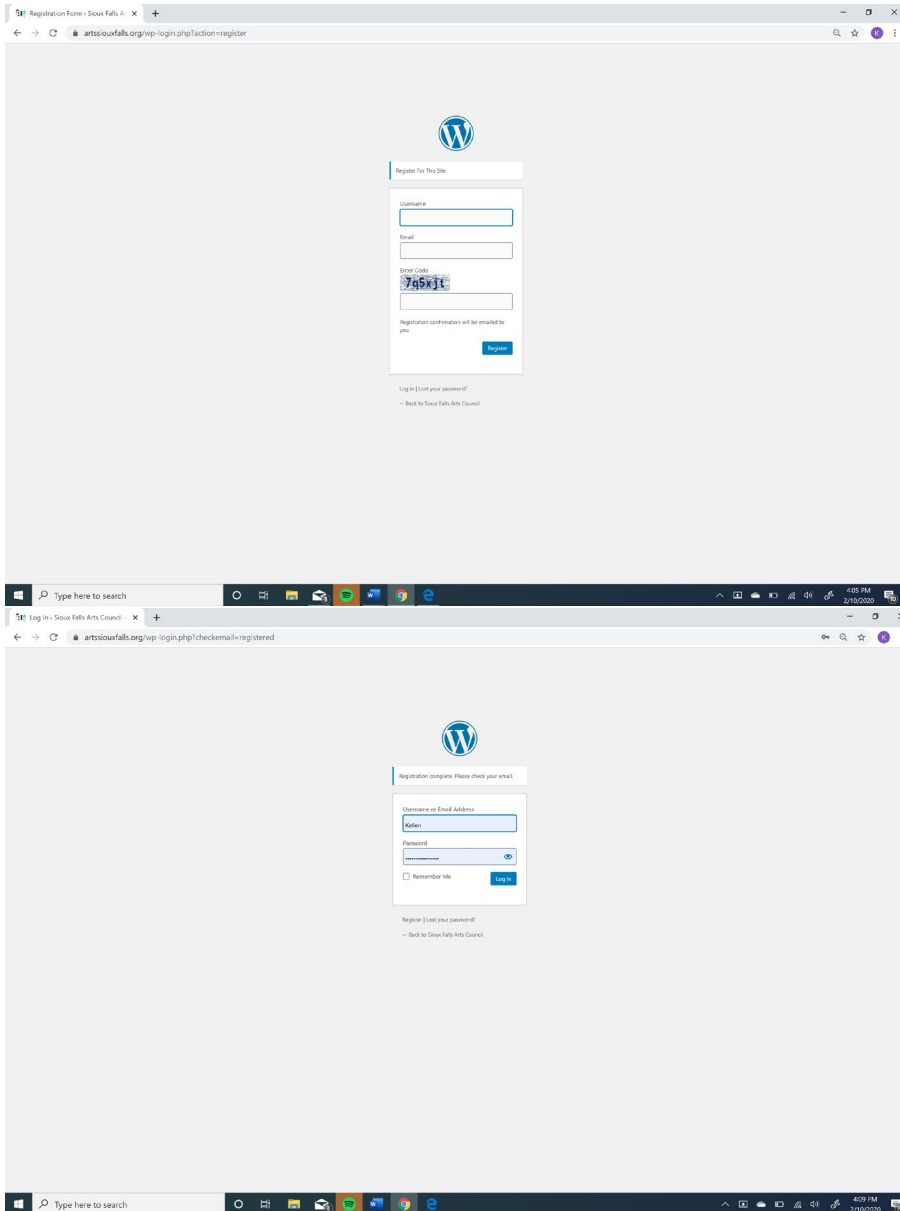 Registration Form ‹ Sioux Falls Ar
artssiouxfalls.org/wp-login.php?action=register
K
Register For This Site
Username
Email
Enter Code
7q5xjt
Registration confirmation will be emailed to
you.
Register
Log in | Lost your password?
← Back to Sioux Falls Arts Council
Type here to search
4:05 PM
2/10/2020
Log In ‹ Sioux Falls Arts Council
artssiouxfalls.org/wp-login.php?checkemail=registered
K
Registration complete. Please check your email.
Username or Email Address
Kellen
Password
Remember Me
Log In
Register | Lost your password?
← Back to Sioux Falls Arts Council
Type here to search
4:09 PM
2/10/2020